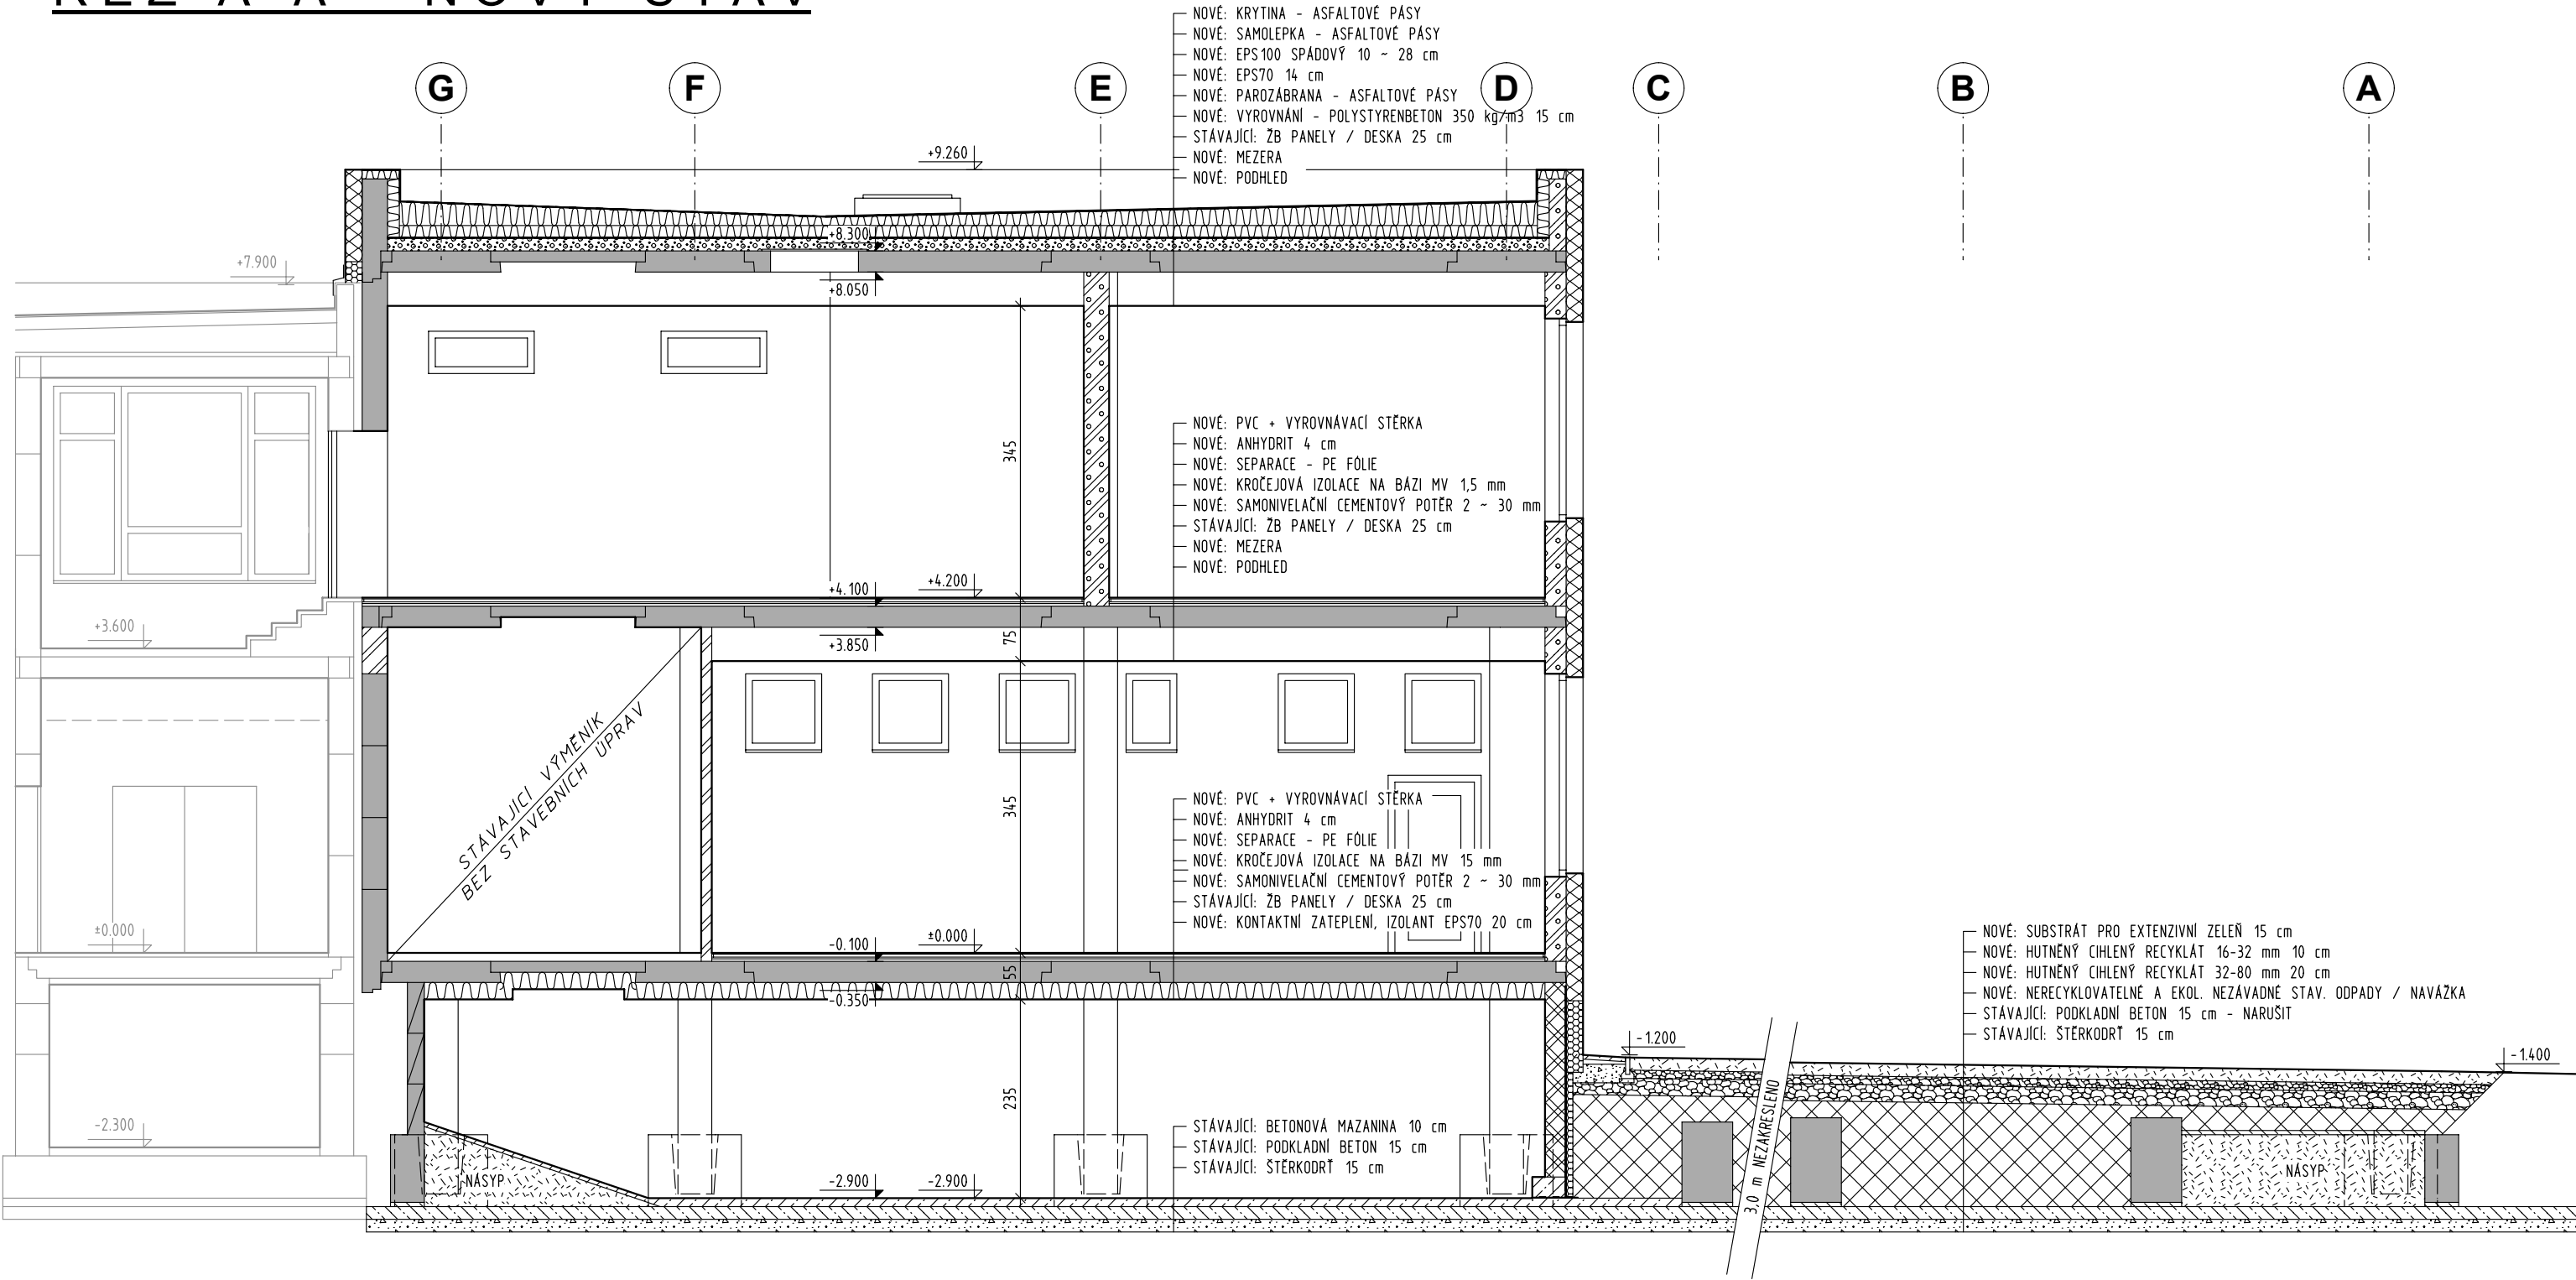 ŘEZ A-A - NOVÝ STAV
NOVÉ: KRYTINA - ASFALTOVÉ PÁSY
NOVÉ: SAMOLEPKA - ASFALTOVÉ PÁSY
NOVÉ: EPS100 SPÁDOVÝ 10 ~ 28 cm
NOVÉ: EPS70 14 cm
NOVÉ: PAROZÁBRANA - ASFALTOVÉ PÁSY
NOVÉ: VYROVNÁNÍ - POLYSTYRENBETON 350 kg/m3 15 cm
STÁVAJÍCÍ: ŽB PANELY / DESKA 25 cm
NOVÉ: MEZERA
NOVÉ: PODHLED
G
F
E
D
C
B
A
+9.260
+8.300
+8.050
+7.900
345
NOVÉ: PVC + VYROVNÁVACÍ STĚRKA
NOVÉ: ANHYDRIT 4 cm
NOVÉ: SEPARACE - PE FÓLIE
NOVÉ: KROČEJOVÁ IZOLACE NA BÁZI MV 1,5 mm
NOVÉ: SAMONIVELAČNÍ CEMENTOVÝ POTĚR 2 ~ 30 mm
STÁVAJÍCÍ: ŽB PANELY / DESKA 25 cm
NOVÉ: MEZERA
NOVÉ: PODHLED
+4.100
+4.200
+3.600
+3.850
75
STÁVAJÍCÍ VÝMĚNÍK
BEZ STAVEBNÍCH ÚPRAV
345
NOVÉ: PVC + VYROVNÁVACÍ STĚRKA
NOVÉ: ANHYDRIT 4 cm
NOVÉ: SEPARACE - PE FÓLIE
NOVÉ: KROČEJOVÁ IZOLACE NA BÁZI MV 15 mm
NOVÉ: SAMONIVELAČNÍ CEMENTOVÝ POTĚR 2 ~ 30 mm
STÁVAJÍCÍ: ŽB PANELY / DESKA 25 cm
NOVÉ: KONTAKTNÍ ZATEPLENÍ, IZOLANT EPS70 20 cm
±0.000
-0.100
±0.000
55
-0.350
NOVÉ: SUBSTRÁT PRO EXTENZIVNÍ ZELEŇ 15 cm
NOVÉ: HUTNĚNÝ CIHLENÝ RECYKLÁT 16-32 mm 10 cm
NOVÉ: HUTNĚNÝ CIHLENÝ RECYKLÁT 32-80 mm 20 cm
NOVÉ: NERECYKLOVATELNÉ A EKOL. NEZÁVADNÉ STAV. ODPADY / NAVÁŽKA
STÁVAJÍCÍ: PODKLADNÍ BETON 15 cm - NARUŠIT
STÁVAJÍCÍ: ŠTĚRKODRŤ 15 cm
-1.200
-1.400
235
-2.300
STÁVAJÍCÍ: BETONOVÁ MAZANINA 10 cm
STÁVAJÍCÍ: PODKLADNÍ BETON 15 cm
STÁVAJÍCÍ: ŠTĚRKODRŤ 15 cm
3,0 m NEZAKRESLENO
NÁSYP
NÁSYP
-2.900
-2.900